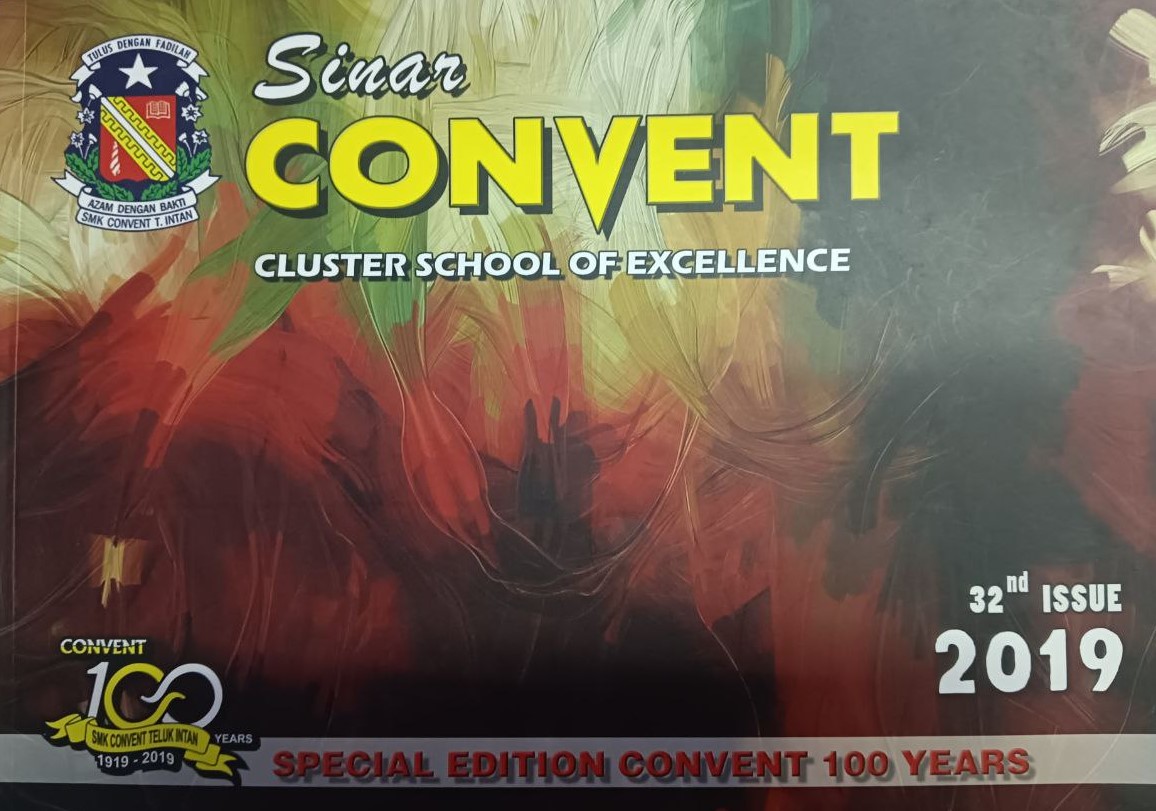 TULUS DENGAN FADILAH
AZAM DENGAN BAKTI
SMK CONVENT T. INTAN
Sinar
CONVENT
CLUSTER SCHOOL OF EXCELLENCE
32nd ISSUE
2019
CONVENT
100
YEARS
SMK CONVENT TELUK INTAN
1919 - 2019
SPECIAL EDITION CONVENT 100 YEARS